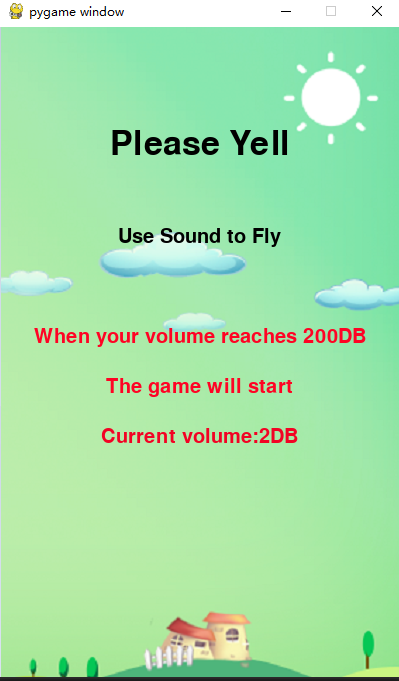 pygame window
Please Yell
Use Sound to Fly
When your volume reaches 200DB
The game will start
Current volume:2DB